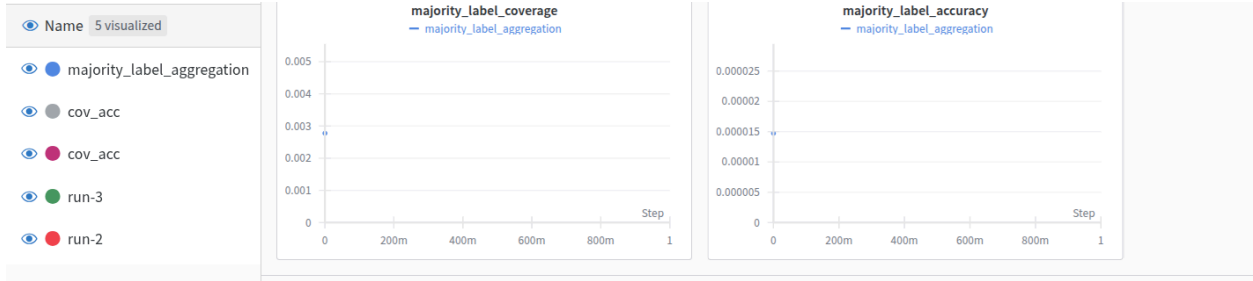 Name 5 visualized
majority_label_aggregation
cov_acc
cov_acc
run-3
run-2
majority_label_coverage
majority_label_aggregation
0.005
0.004
0.003
0.002
0.001
0
Step
0 200m 400m 600m 800m 1
majority_label_accuracy
majority_label_aggregation
0.000025
0.00002
0.000015
0.00001
0.000005
0
Step
0 200m 400m 600m 800m 1